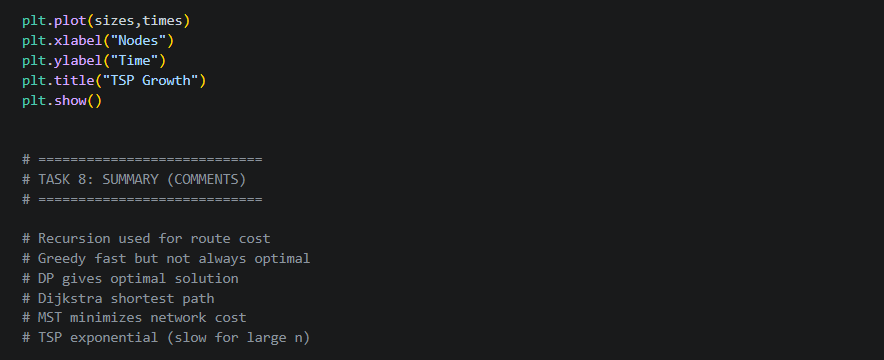 plt.plot(sizes,times)
plt.xlabel("Nodes")
plt.ylabel("Time")
plt.title("TSP Growth")
plt.show()
# ============================
# TASK 8: SUMMARY (COMMENTS)
# ============================
# Recursion used for route cost
# Greedy fast but not always optimal
# DP gives optimal solution
# Dijkstra shortest path
# MST minimizes network cost
# TSP exponential (slow for large n)